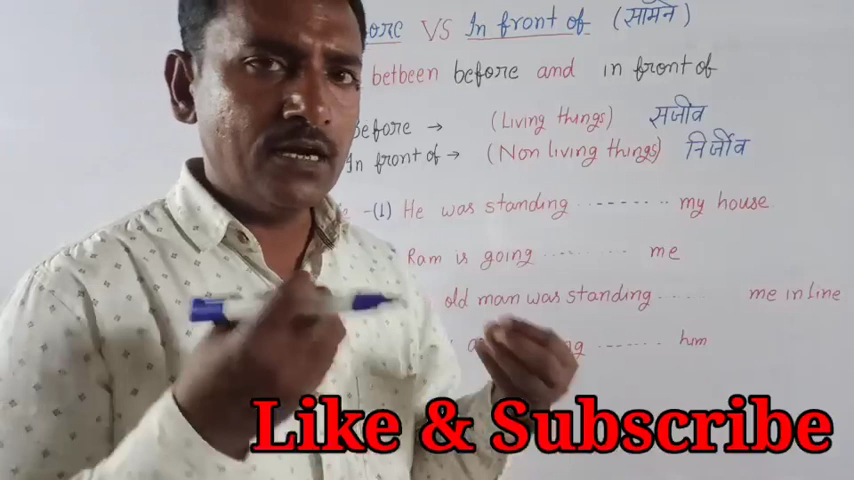 VS In front of (सामने)
betbeen before and in front of
Before → (Living things) सजीव
In front of → (Non living things) निर्जीव
-(1) He was standing ........ my house.
Ram is going ........ me
old man was standing ..... me in line
him
Like & Subscribe